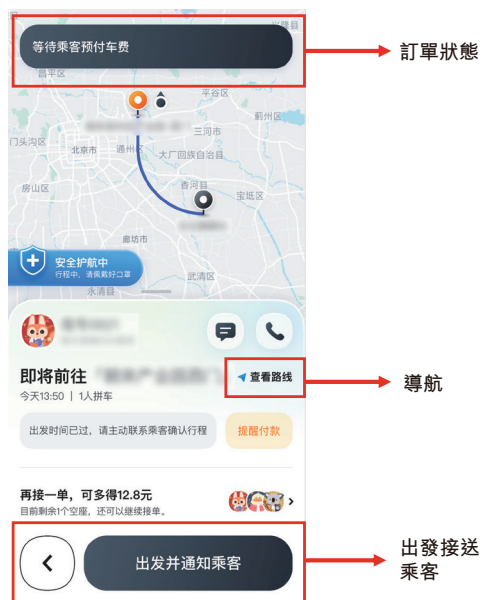 等待乘客预付车费
訂單狀態
昌平区
平谷区
蓟州区
三河市
门头沟区
北京市
通州区
大厂回族自治县
房山区
香河县
宝坻区
廊坊市
安全护航中
行程中，请佩戴好口罩
武清区
永清县
即将前往
查看路线
導航
今天13:50 | 1人拼车
出发时间已过，请主动联系乘客确认行程
提醒付款
再接一单，可多得12.8元
目前剩余1个空座，还可以继续接单。
出发并通知乘客
出發接送
乘客